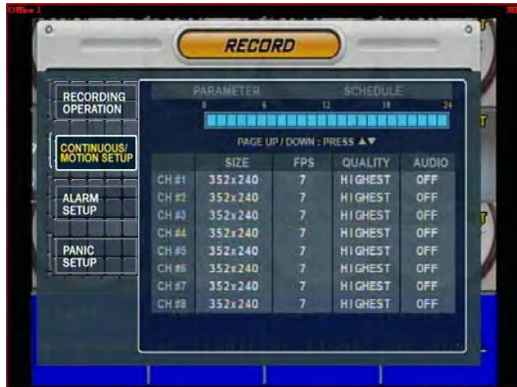 Office 1
RECORD
RECORDING
OPERATION
CONTINUOUS/
MOTION SETUP
ALARM
SETUP
PANIC
SETUP
PARAMETER SCHEDULE
0 6 12 18 24
PAGE UP / DOWN : PRESS ▲▼
SIZE FPS QUALITY AUDIO
CH #1 352x240 7 HIGHEST OFF
CH #2 352x240 7 HIGHEST OFF
CH #3 352x240 7 HIGHEST OFF
CH #4 352x240 7 HIGHEST OFF
CH #5 352x240 7 HIGHEST OFF
CH #6 352x240 7 HIGHEST OFF
CH #7 352x240 7 HIGHEST OFF
CH #8 352x240 7 HIGHEST OFF